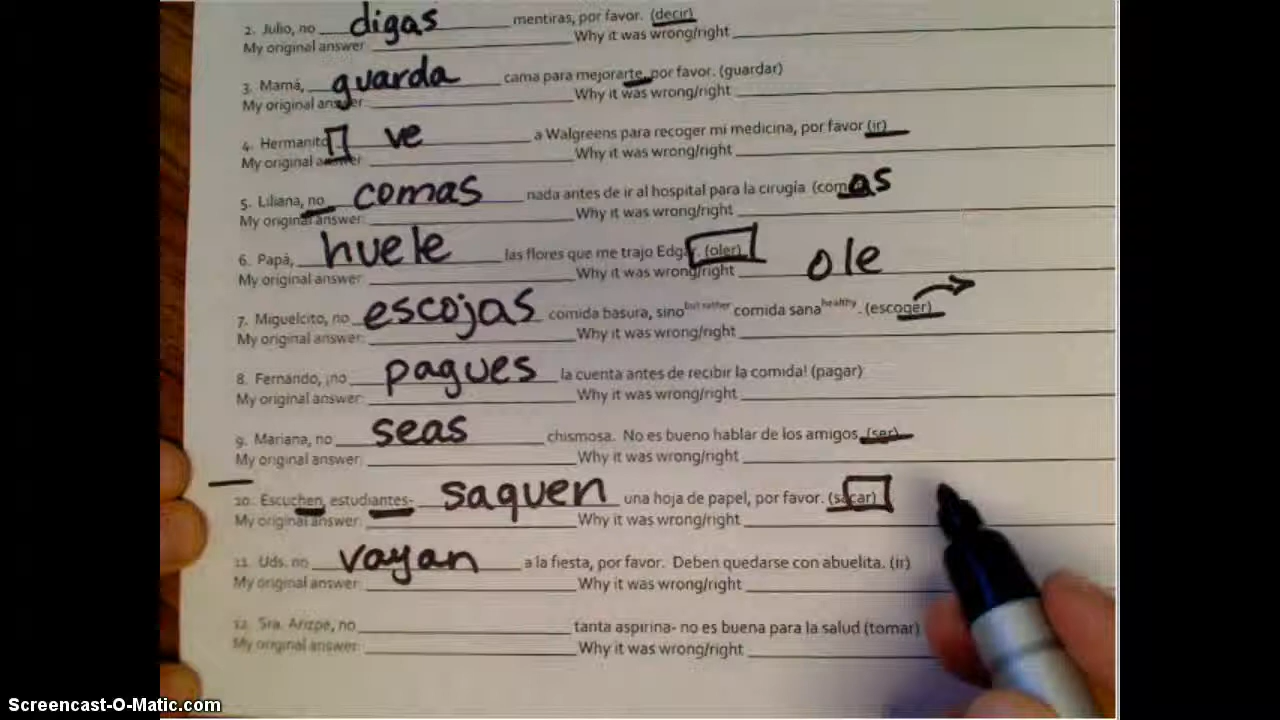 2. Julio, no digas mentiras, por favor. (decir)
My original answer: Why it was wrong/right
3. Mamá, guarda cama para mejorarte, por favor. (guardar)
My original answer: Why it was wrong/right
4. Hermanito ve a Walgreens para recoger mi medicina, por favor (ir)
My original answer: Why it was wrong/right
5. Liliana, no comas nada antes de ir al hospital para la cirugía (comas
My original answer: Why it was wrong/right
6. Papá, huele las flores que me trajo Edgar. (oler)
My original answer: Why it was wrong/right ole
7. Miguelcito, no escojas comida basura, sino but rather comida sana healthy. (escoger)
My original answer: Why it was wrong/right
8. Fernando, ¡no pagues la cuenta antes de recibir la comida! (pagar)
My original answer: Why it was wrong/right
9. Mariana, no seas chismosa. No es bueno hablar de los amigos (ser)
My original answer: Why it was wrong/right
10. Escuchen, estudiantes- saquen una hoja de papel, por favor. (sacar)
My original answer: Why it was wrong/right
11. Uds. no vayan a la fiesta, por favor. Deben quedarse con abuelita. (ir)
My original answer: Why it was wrong/right
12. Sra. Arizpe, no tanta aspirina- no es buena para la salud (tomar)
My original answer: Why it was wrong/right
Screencast-O-Matic.com